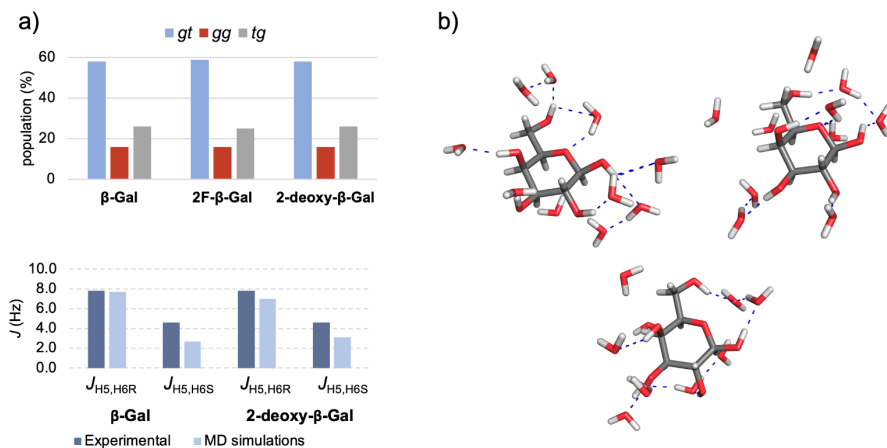 a)
gt gg tg
60
40
20
0
population (%)
β-Gal 2F-β-Gal 2-deoxy-β-Gal
10.0
8.0
6.0
4.0
2.0
0.0
J (Hz)
JH5,H6R JH5,H6S JH5,H6R JH5,H6S
β-Gal 2-deoxy-β-Gal
Experimental MD simulations
b)